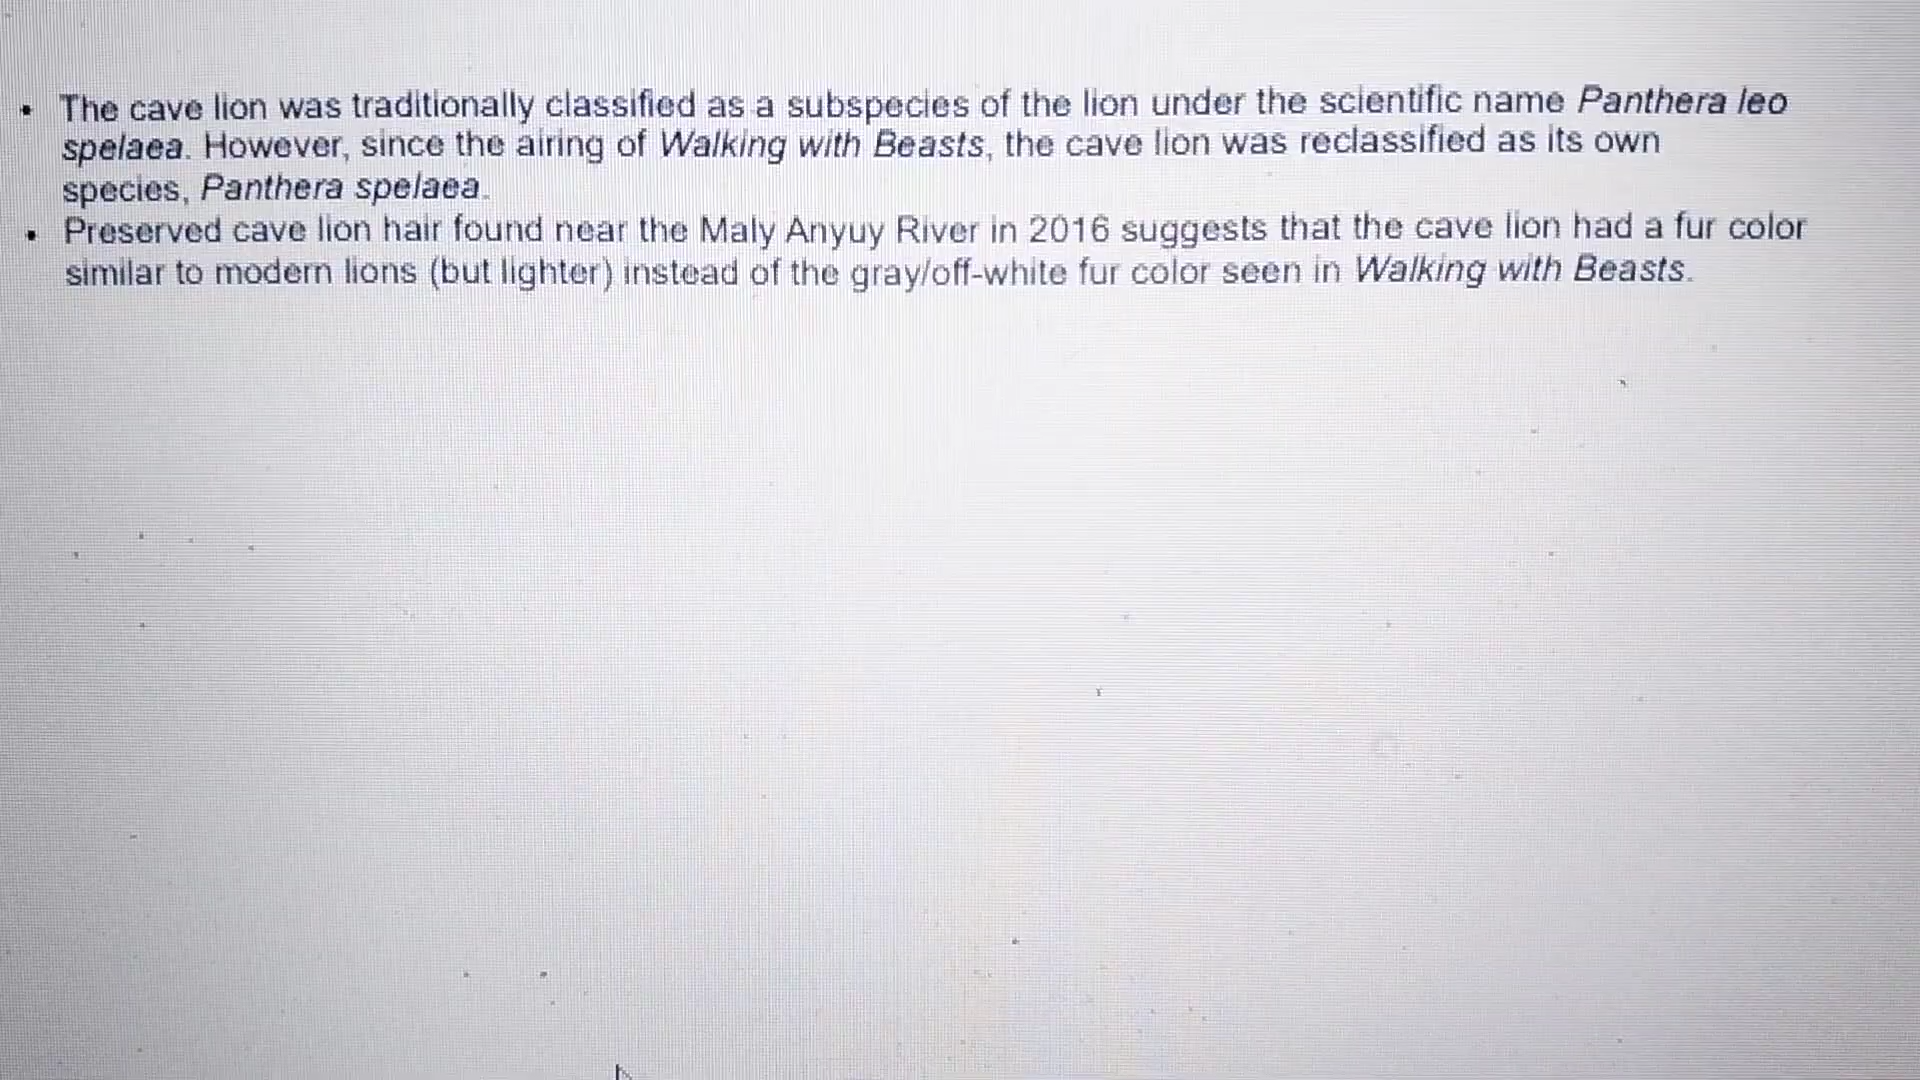 • The cave lion was traditionally classified as a subspecies of the lion under the scientific name Panthera leo
spelaea. However, since the airing of Walking with Beasts, the cave lion was reclassified as its own
species, Panthera spelaea.
• Preserved cave lion hair found near the Maly Anyuy River in 2016 suggests that the cave lion had a fur color
similar to modern lions (but lighter) instead of the gray/off-white fur color seen in Walking with Beasts.